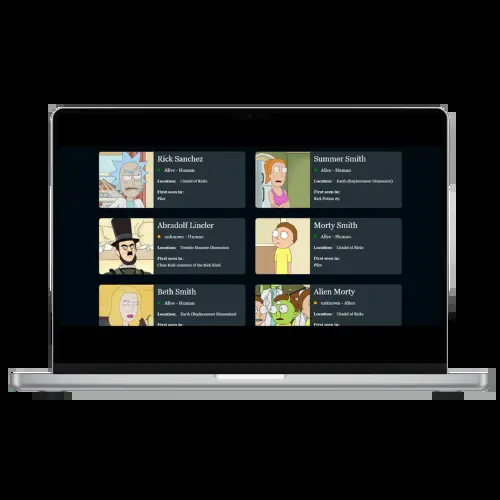 Rick Sanchez
Alive - Human
Location: Citadel of Ricks
First seen in:
Pilot
Summer Smith
Alive - Human
Location: Earth (Replacement Dimension)
First seen in:
Rick Potion #9
Abradolf Lincler
unknown - Human
Location: Testicle Monster Dimension
First seen in:
Close Rick-counters of the Rick Kind
Morty Smith
Alive - Human
Location: Citadel of Ricks
First seen in:
Pilot
Beth Smith
Alive - Human
Location: Earth (Replacement Dimension)
First seen in:
Alien Morty
unknown - Alien
Location: Citadel of Ricks
First seen in: